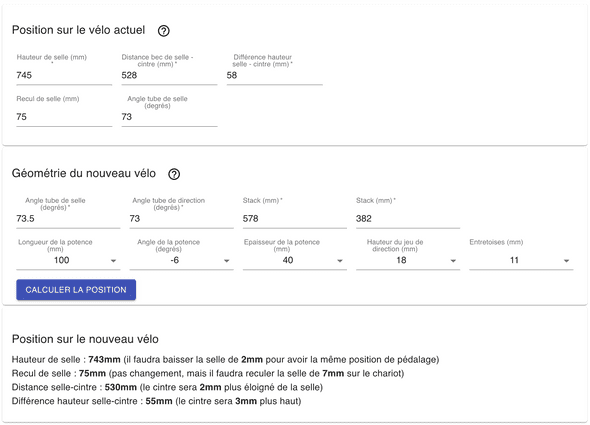 Position sur le vélo actuel
Hauteur de selle (mm) *
Distance bec de selle - cintre (mm) *
Différence hauteur selle - cintre (mm) *
745
528
58
Recul de selle (mm)
Angle tube de selle (degrés)
75
73
Géométrie du nouveau vélo
Angle tube de selle (degrés) *
Angle tube de direction (degrés) *
Stack (mm) *
Stack (mm) *
73.5
73
578
382
Longueur de la potence (mm)
Angle de la potence (degrés)
Epaisseur de la potence (mm)
Hauteur du jeu de direction (mm)
Entretoises (mm)
100
-6
40
18
11
CALCULER LA POSITION
Position sur le nouveau vélo
Hauteur de selle : 743mm (il faudra baisser la selle de 2mm pour avoir la même position de pédalage)
Recul de selle : 75mm (pas changement, mais il faudra reculer la selle de 7mm sur le chariot)
Distance selle-cintre : 530mm (le cintre sera 2mm plus éloigné de la selle)
Différence hauteur selle-cintre : 55mm (le cintre sera 3mm plus haut)